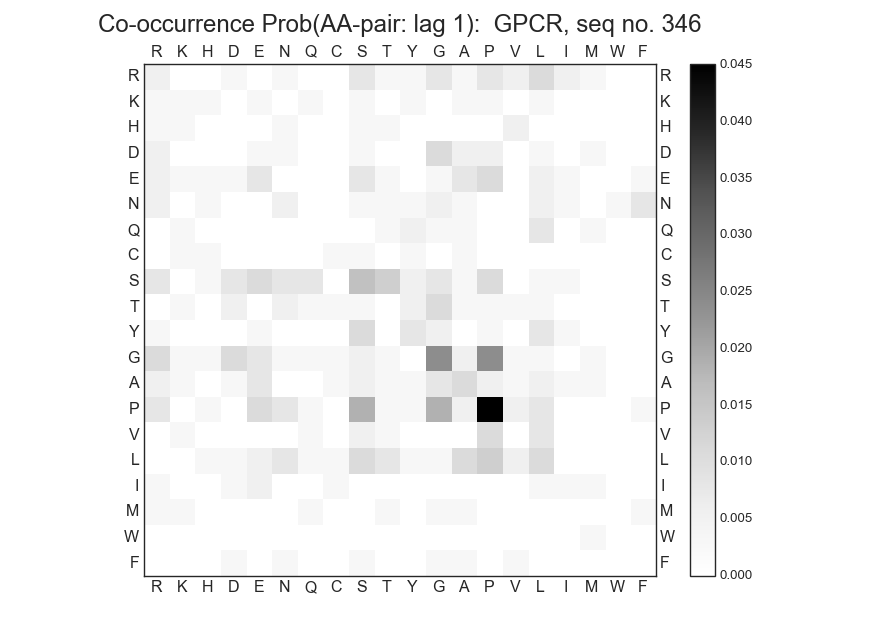 Co-occurrence Prob(AA-pair: lag 1):  GPCR, seq no. 346
R K H D E N Q C S T Y G A P V L I M W F
R R 0.045
K K
H H 0.040
D D
E E 0.035
N N
Q Q 0.030
C C
S S 0.025
T T
Y Y 0.020
G G
A A 0.015
P P
V V 0.010
L L
I I
M M 0.005
W W
F F 0.000
R K H D E N Q C S T Y G A P V L I M W F